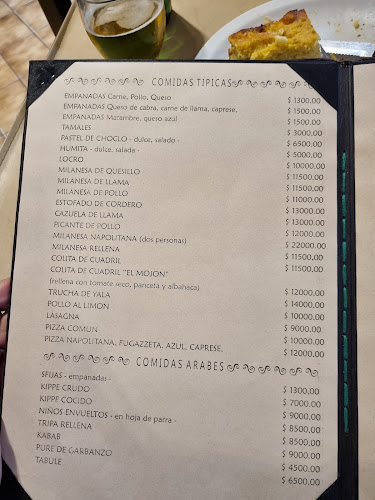 COMIDAS TIPICAS
EMPANADAS Carne, Pollo, Quero $ 1300,00
EMPANADAS Queso de cabra, carne de llama, caprese, $ 1500,00
EMPANADAS Matambre, queso azul $ 1500,00
TAMALES $ 3000,00
PASTEL DE CHOCLO - dulce, salado - $ 6500,00
HUMITA - dulce, salada - $ 5000,00
LOCRO $ 10000,00
MILANESA DE QUESILLO $ 11500,00
MILANESA DE LLAMA $ 11500,00
MILANESA DE POLLO $ 11000,00
ESTOFADO DE CORDERO $ 13000,00
CAZUELA DE LLAMA $ 13000,00
PICANTE DE POLLO $ 12000,00
MILANESA NAPOLITANA (dos personas) $ 22000,00
MILANESA RELLENA $ 11500,00
COLITA DE CUADRIL $ 11500,00
COLITA DE CUADRIL "EL MOJON"
(rellena con tomate seco, panceta y albahaca) $ 12000,00
TRUCHA DE YALA $ 14000,00
POLLO AL LIMON $ 10000,00
LASAGNA $ 9000,00
PIZZA COMUN $ 10000,00
PIZZA NAPOLITANA, FUGAZZETA, AZUL, CAPRESE, $ 12000,00
COMIDAS ARABES
SFIJAS - empanadas - $ 1300,00
KIPPE CRUDO $ 7000,00
KIPPE COCIDO $ 9000,00
NIÑOS ENVUELTOS - en hoja de parra - $ 8500,00
TRIPA RELLENA $ 8500,00
KABAB $ 9000,00
PURE DE GARBANZO $ 4500,00
TABULE $ 6500,00